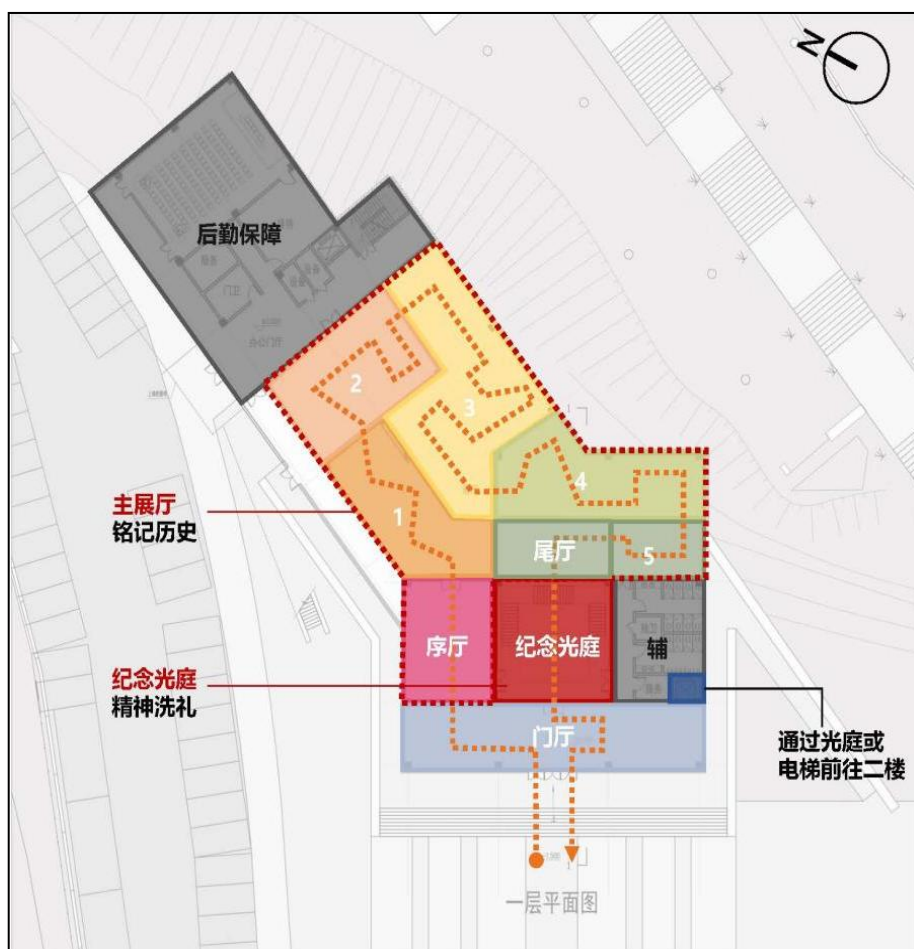 N
后勤保障
2
3
4
主展厅
铭记历史
1
尾厅
5
序厅
纪念光庭
辅
纪念光庭
精神洗礼
门厅
通过光庭或
电梯前往二楼
一层平面图